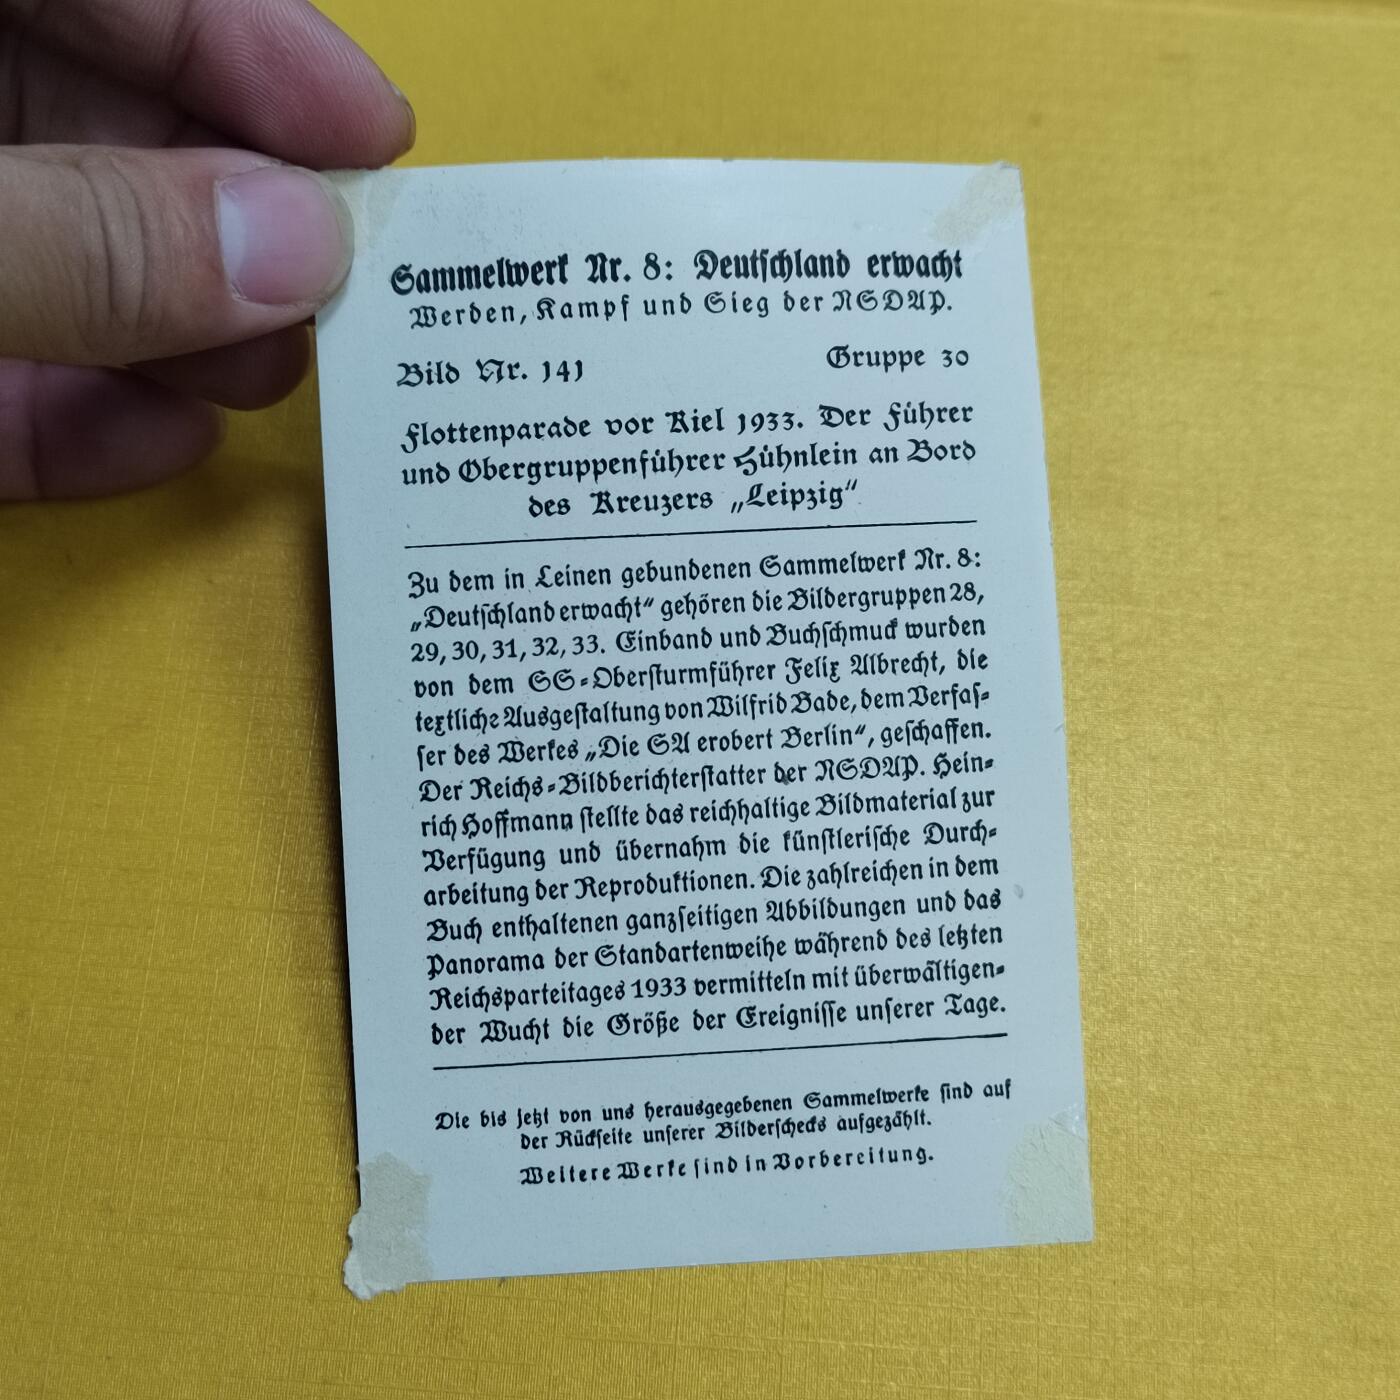 Sammelwerk Nr. 8: Deutschland erwacht
Werden, Kampf und Sieg der NSDAP.
Bild Nr. 141 Gruppe 30
Flottenparade vor Kiel 1933. Der Führer
und Obergruppenführer Hühnlein an Bord
des Kreuzers „Leipzig“
Zu dem in Leinen gebundenen Sammelwerk Nr. 8:
„Deutschland erwacht“ gehören die Bildergruppen 28,
29, 30, 31, 32, 33. Einband und Buchschmuck wurden
von dem SS-Obersturmführer Felix Albrecht, die
textliche Ausgestaltung von Wilfrid Bade, dem Verfas-
ser des Werkes „Die SA erobert Berlin“, geschaffen.
Der Reichs-Bildberichterstatter der NSDAP. Hein-
rich Hoffmann stellte das reichhaltige Bildmaterial zur
Verfügung und übernahm die künstlerische Durch-
arbeitung der Reproduktionen. Die zahlreichen in dem
Buch enthaltenen ganzseitigen Abbildungen und das
Panorama der Standartenweihe während des letzten
Reichsparteitages 1933 vermitteln mit überwältigen-
der Wucht die Größe der Ereignisse unserer Tage.
Die bis jetzt von uns herausgegebenen Sammelwerke sind auf
der Rückseite unserer Bilderschecks aufgezählt.
Weitere Werke sind in Vorbereitung.